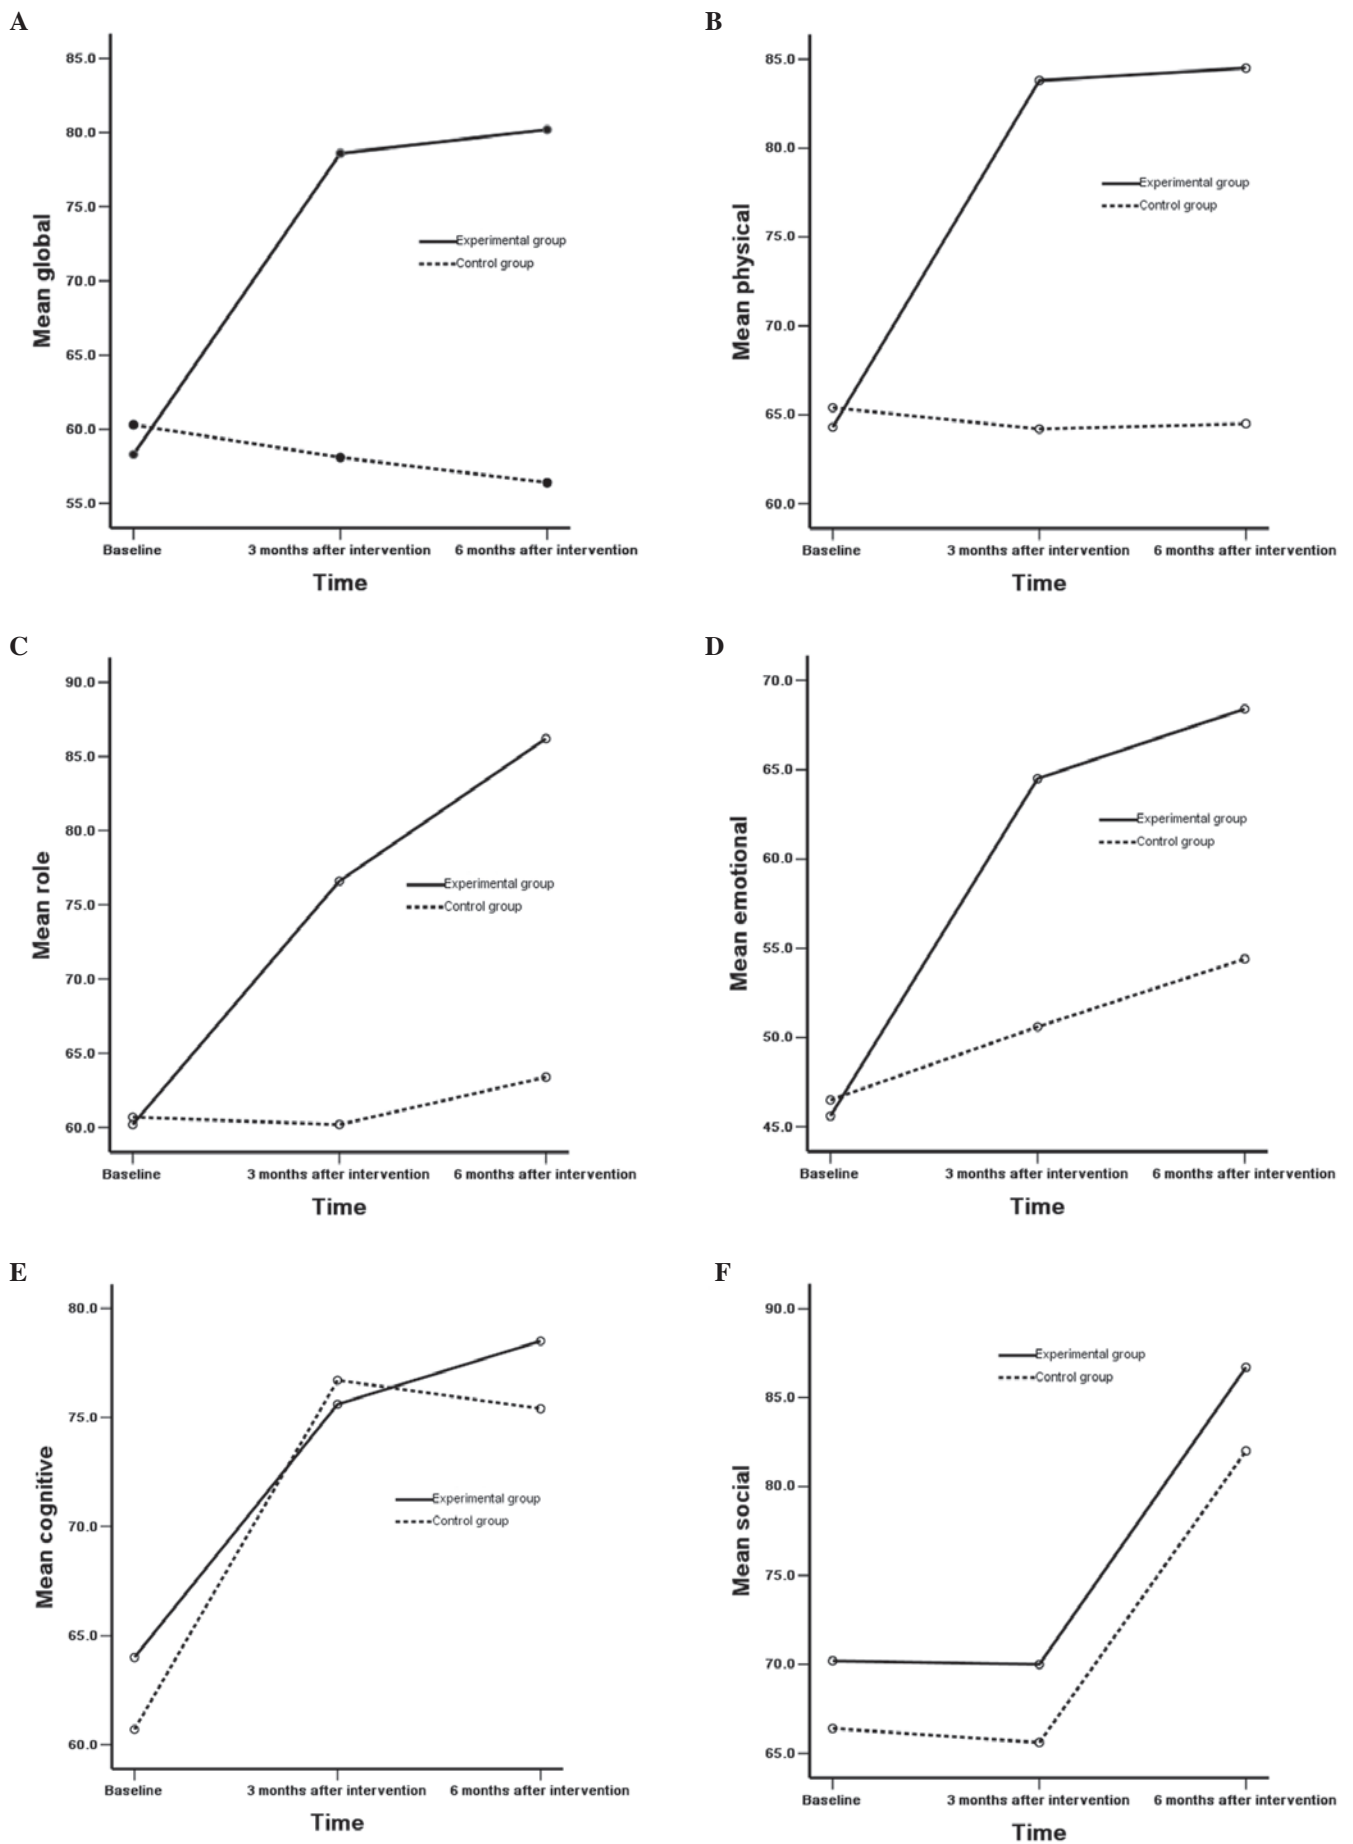 A
Mean global
85.0
80.0
75.0
70.0
65.0
60.0
55.0
Experimental group
Control group
Baseline 3 months after intervention 6 months after intervention
Time
B
Mean physical
85.0
80.0
75.0
70.0
65.0
60.0
Experimental group
Control group
Baseline 3 months after intervention 6 months after intervention
Time
C
Mean role
90.0
85.0
80.0
75.0
70.0
65.0
60.0
Experimental group
Control group
Baseline 3 months after intervention 6 months after intervention
Time
D
Mean emotional
70.0
65.0
60.0
55.0
50.0
45.0
Experimental group
Control group
Baseline 3 months after intervention 6 months after intervention
Time
E
Mean cognitive
80.0
75.0
70.0
65.0
60.0
Experimental group
Control group
Baseline 3 months after intervention 6 months after intervention
Time
F
Mean social
90.0
85.0
80.0
75.0
70.0
65.0
Experimental group
Control group
Baseline 3 months after intervention 6 months after intervention
Time